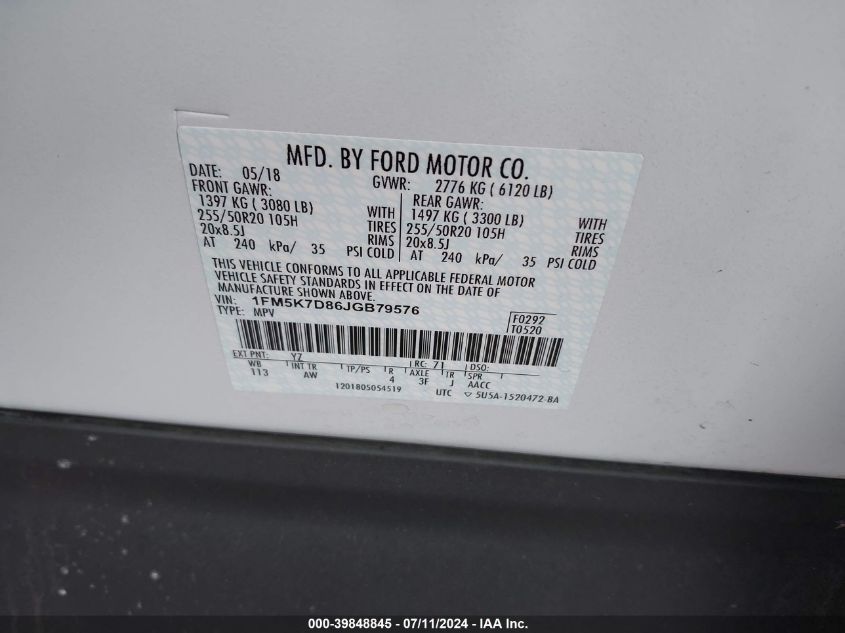 MFD. BY FORD MOTOR CO.
DATE: 05/18 GVWR: 2776 KG ( 6120 LB)
FRONT GAWR: REAR GAWR:
1397 KG ( 3080 LB) WITH 1497 KG ( 3300 LB) WITH
255/50R20 105H TIRES 255/50R20 105H TIRES
20x8.5J RIMS 20x8.5J RIMS
AT 240 kPa/ 35 PSI COLD AT 240 kPa/ 35 PSI COLD
THIS VEHICLE CONFORMS TO ALL APPLICABLE FEDERAL MOTOR
VEHICLE SAFETY STANDARDS IN EFFECT ON THE DATE OF
MANUFACTURE SHOWN ABOVE.
VIN: 1FM5K7D86JGB79576 F0292
TYPE: MPV T0520
EXT PNT: YZ RC: 71 DSO:
WB INT TR TP/PS R AXLE TR SPR
113 AW 4 3F J AACC
1201805054519 UTC ▽ 5U5A-1520472-BA
000-39848845 / 07/11/2024 - IAA Inc.